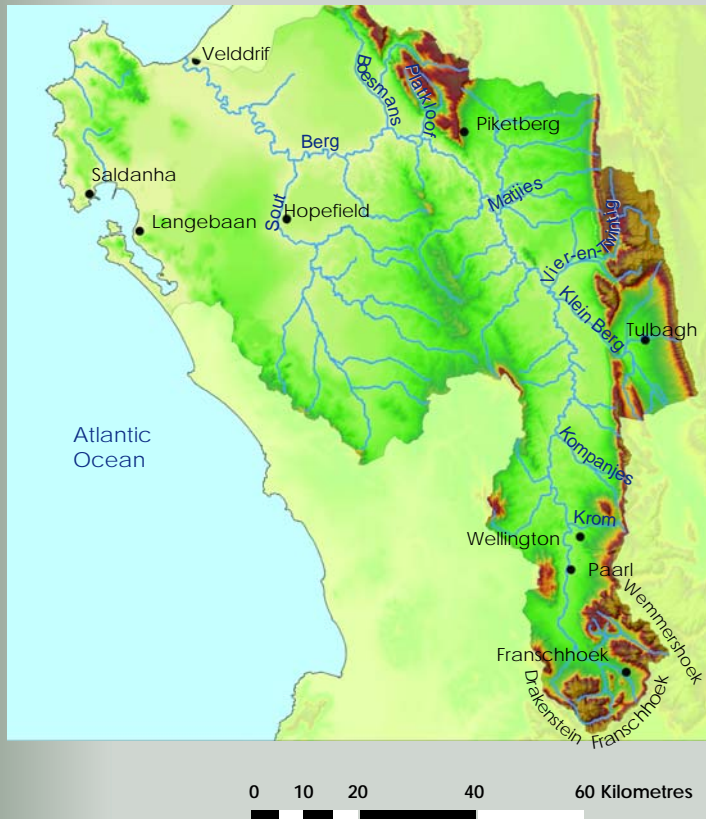 Velddrif
Boesmans
Platkloof
Piketberg
Berg
Saldanha
Matjies
Langebaan
Sout
Hopefield
Vier-en-Twintig
Klein Berg
Tulbagh
Atlantic
Ocean
Kompanjes
Krom
Wellington
Paarl
Wemmershoek
Franschhoek
Drakenstein
Franschhoek
0 10 20 40 60 Kilometres